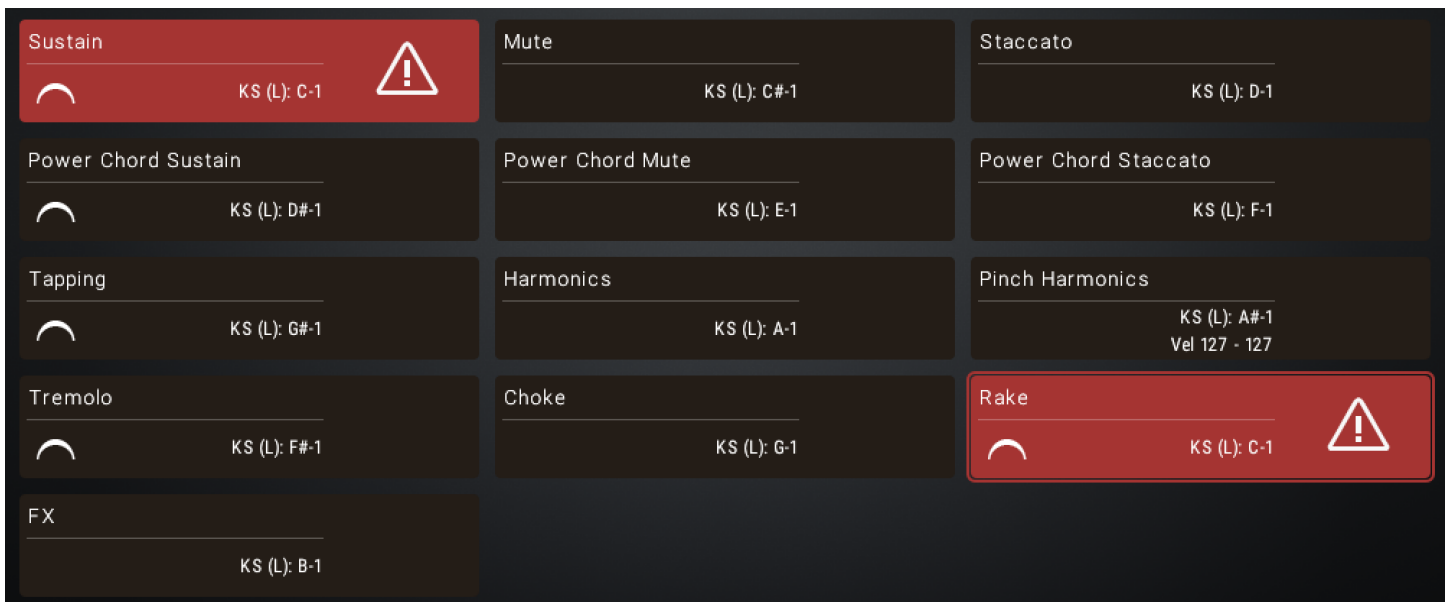 Sustain
KS (L): C-1
Mute
KS (L): C#-1
Staccato
KS (L): D-1
Power Chord Sustain
KS (L): D#-1
Power Chord Mute
KS (L): E-1
Power Chord Staccato
KS (L): F-1
Tapping
KS (L): G#-1
Harmonics
KS (L): A-1
Pinch Harmonics
KS (L): A#-1
Vel 127 - 127
Tremolo
KS (L): F#-1
Choke
KS (L): G-1
Rake
KS (L): C-1
FX
KS (L): B-1